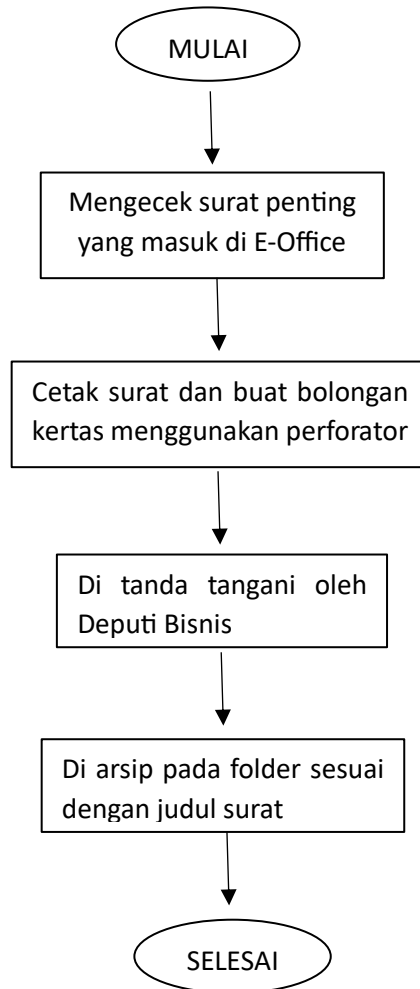 MULAI
Mengecek surat penting
yang masuk di E-Office
Cetak surat dan buat bolongan
kertas menggunakan perforator
Di tanda tangani oleh
Deputi Bisnis
Di arsip pada folder sesuai
dengan judul surat
SELESAI